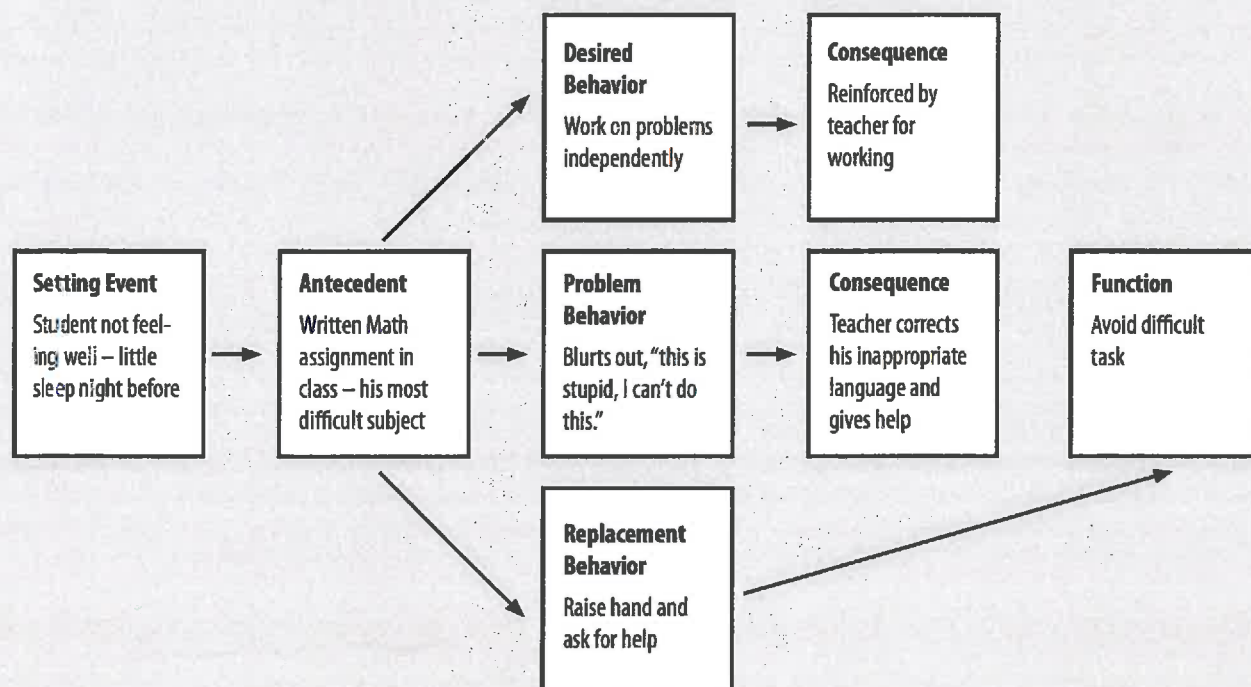 Desired
Behavior
Work on problems
independently
Consequence
Reinforced by
teacher for
working
Setting Event
Student not feel-
ing well – little
sleep night before
Antecedent
Written Math
assignment in
class – his most
difficult subject
Problem
Behavior
Blurts out, "this is
stupid, I can't do
this."
Consequence
Teacher corrects
his inappropriate
language and
gives help
Function
Avoid difficult
task
Replacement
Behavior
Raise hand and
ask for help